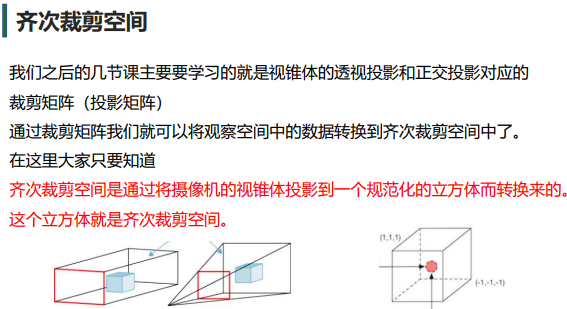 齐次裁剪空间
我们之后的几节课主要要学习的就是视锥体的透视投影和正交投影对应的
裁剪矩阵（投影矩阵）
通过裁剪矩阵我们就可以将观察空间中的数据转换到齐次裁剪空间中了。
在这里大家只要知道
齐次裁剪空间是通过将摄像机的视锥体投影到一个规范化的立方体而转换来的。
这个立方体就是齐次裁剪空间。
(1,1,1)
(-1,-1,-1)